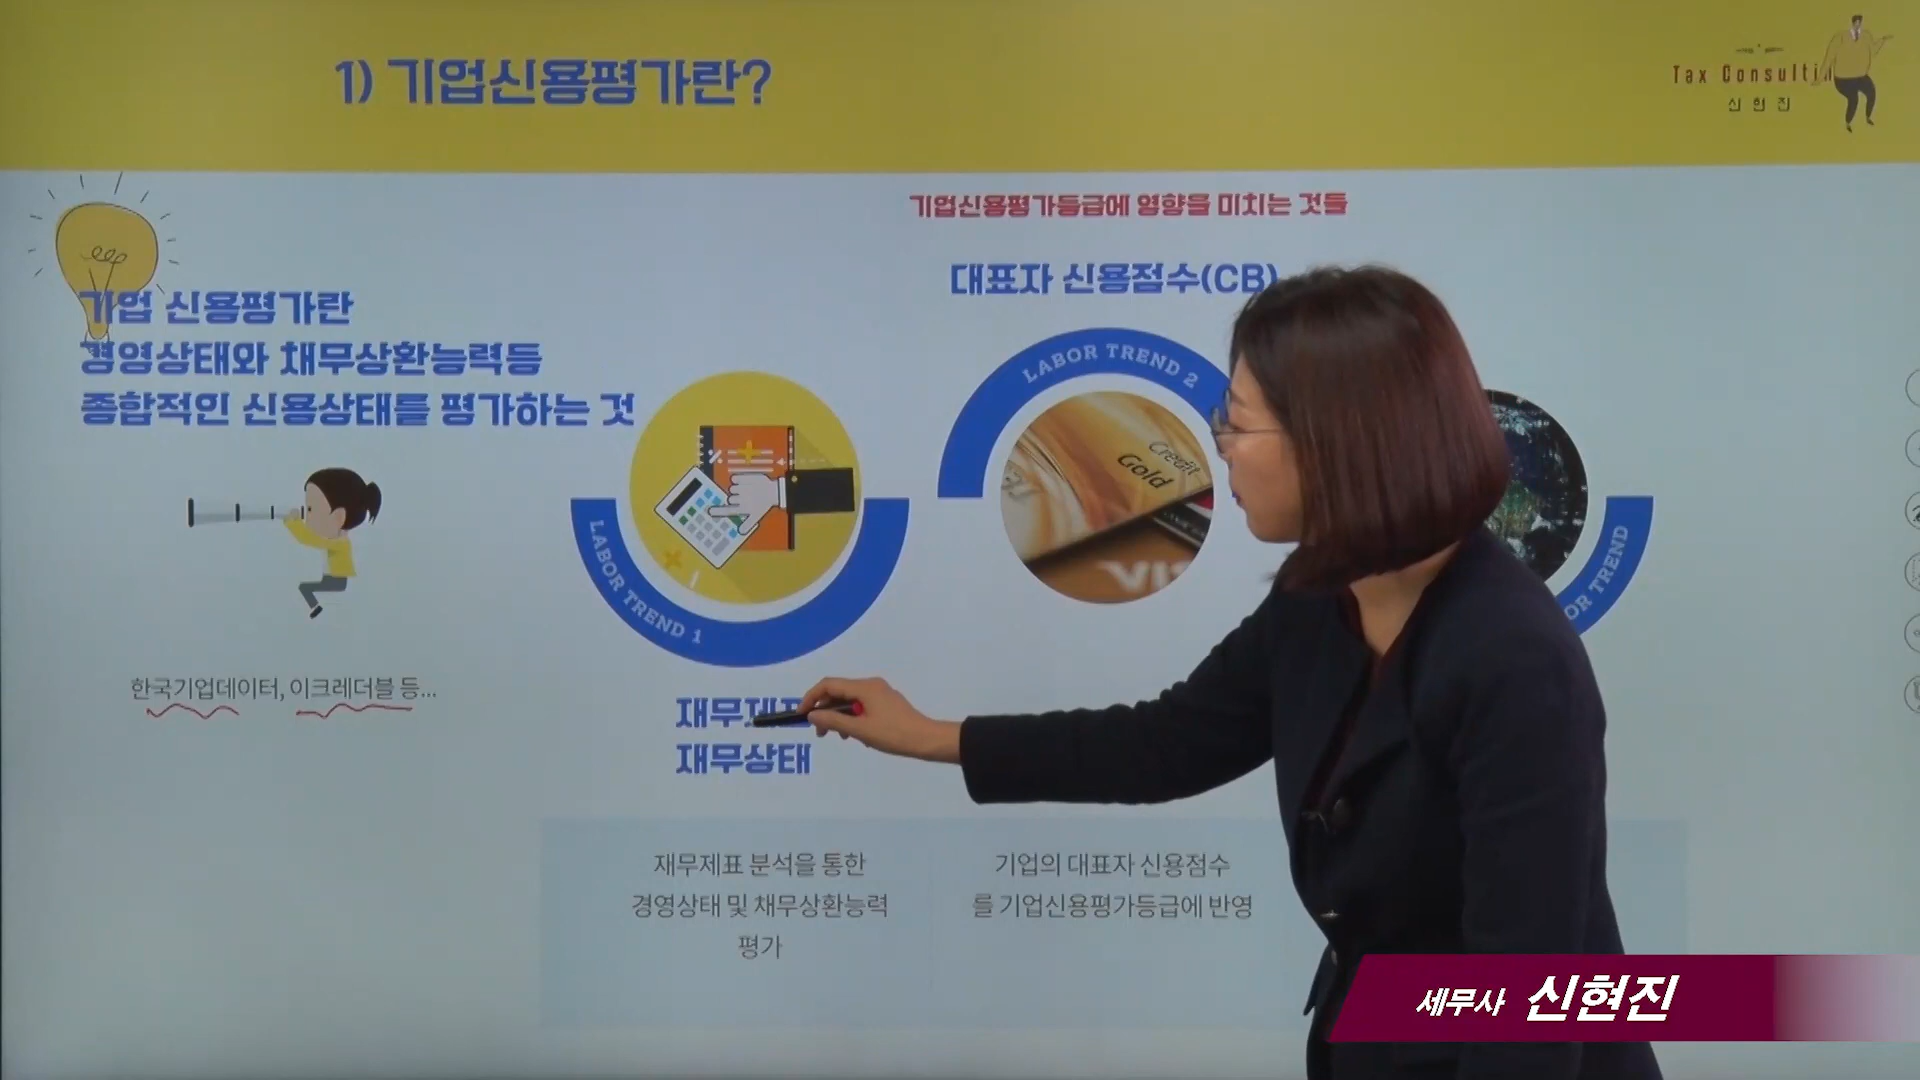 1) 기업신용평가란?
Tax Consulti
신현진
기업신용평가등급에 영향을 미치는 것들
대표자 신용점수(CB)
기업 신용평가란
경영상태와 채무상환능력등
종합적인 신용상태를 평가하는 것
LABOR TREND 1
LABOR TREND 2
Credit
Gold
OR TREND
한국기업데이터, 이크레더블 등...
재무제표
재무상태
재무제표 분석을 통한
경영상태 및 채무상환능력
평가
기업의 대표자 신용점수
를 기업신용평가등급에 반영
세무사 신현진